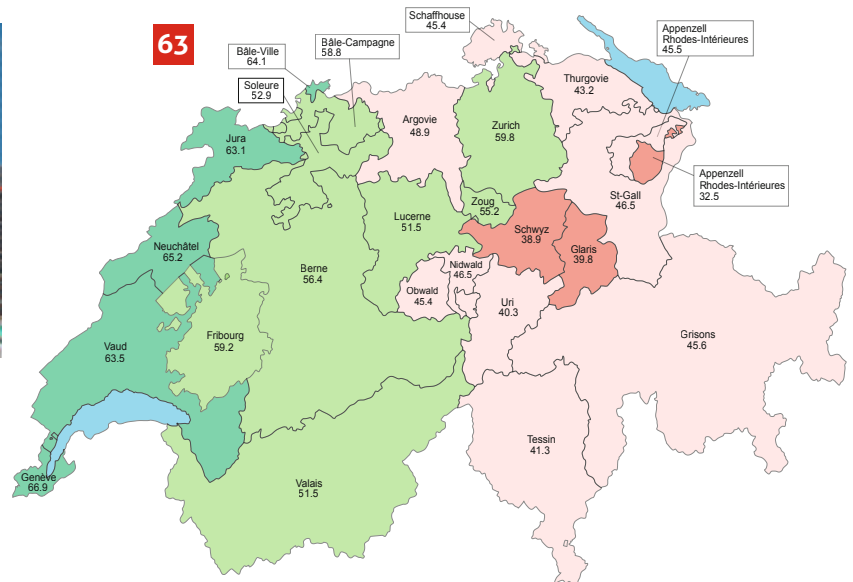 63
Schaffhouse
45.4
Bâle-Ville
64.1
Bâle-Campagne
58.8
Soleure
52.9
Appenzell
Rhodes-Intérieures
45.5
Thurgovie
43.2
Argovie
48.9
Zurich
59.8
Jura
63.1
Appenzell
Rhodes-Intérieures
32.5
St-Gall
46.5
Zoug
55.2
Lucerne
51.5
Schwyz
38.9
Glaris
39.8
Neuchâtel
65.2
Berne
56.4
Nidwald
46.5
Obwald
45.4
Uri
40.3
Fribourg
59.2
Vaud
63.5
Grisons
45.6
Tessin
41.3
Genève
66.9
Valais
51.5